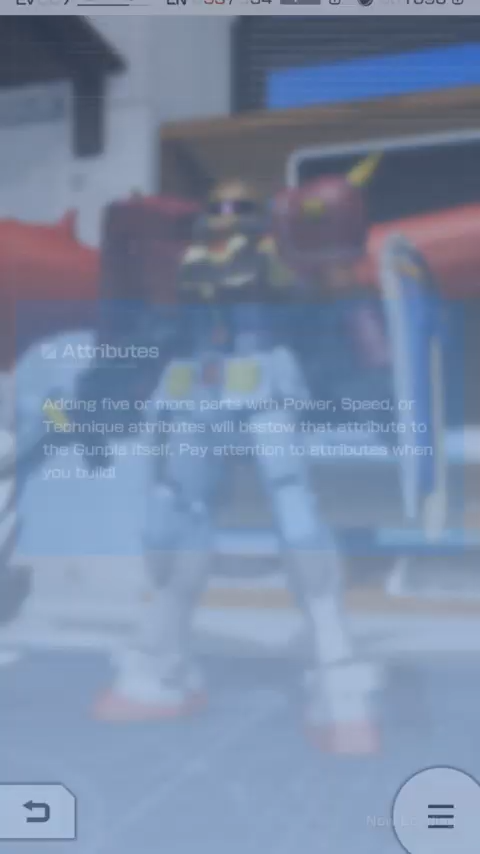 Attributes
Adding five or more parts with Power, Speed, or
Technique attributes will bestow that attribute to
the Gunpla itself. Pay attention to attributes when
you build!